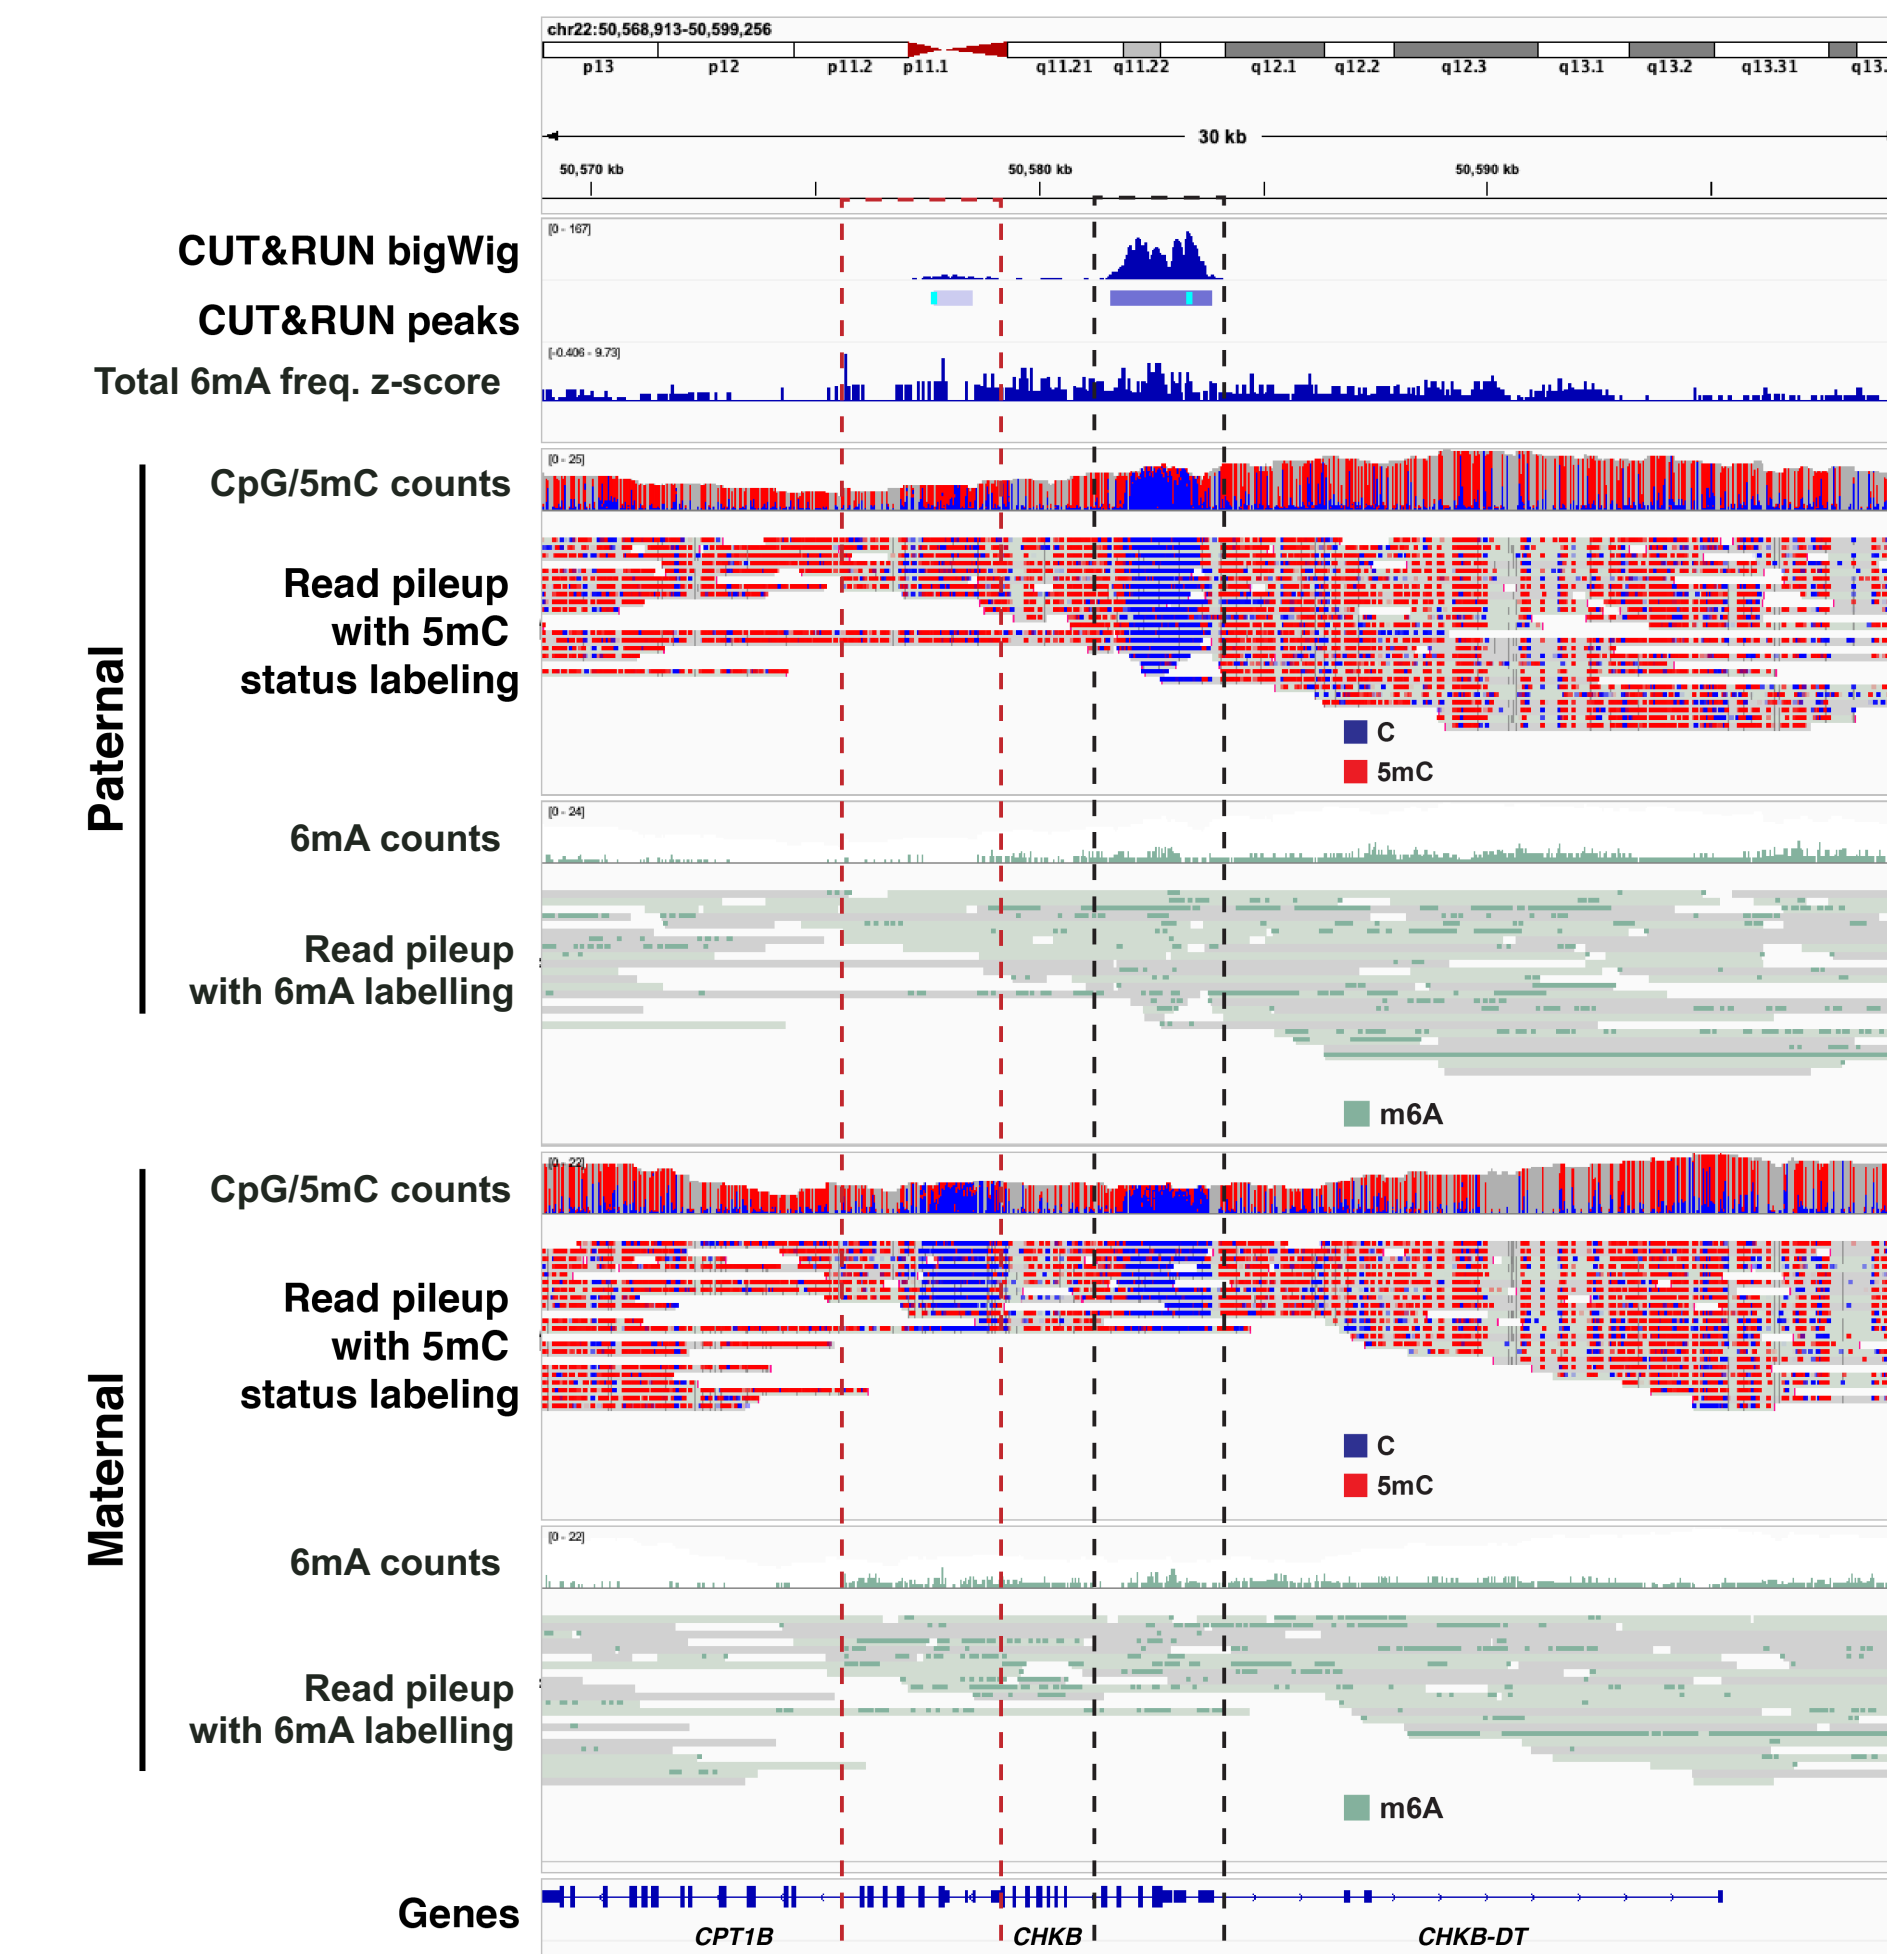 chr22:50,568,913-50,599,256
p13 p12 p11.2 p11.1 q11.21 q11.22 q12.1 q12.2 q12.3 q13.1 q13.2 q13.31 q13.
30 kb
50,570 kb 50,580 kb 50,590 kb
CUT&RUN bigWig
[0 - 167]
CUT&RUN peaks
Total 6mA freq. z-score
[-0.406 - 9.73]
Paternal
CpG/5mC counts
[0 - 25]
Read pileup
with 5mC
status labeling
C
5mC
6mA counts
[0 - 24]
Read pileup
with 6mA labelling
m6A
Maternal
CpG/5mC counts
[0 - 22]
Read pileup
with 5mC
status labeling
C
5mC
6mA counts
[0 - 22]
Read pileup
with 6mA labelling
m6A
Genes
CPT1B CHKB CHKB-DT